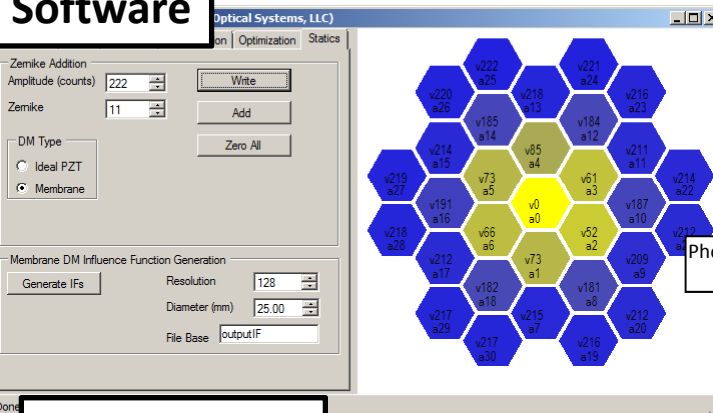 Software
Optical Systems, LLC)
on Optimization Statics
Zernike Addition
Amplitude (counts) 222 Write
Zernike 11 Add
Zero All
DM Type
Ideal PZT
Membrane
Membrane DM Influence Function Generation
Generate IFs Resolution 128
Diameter (mm) 25.00
File Base outputIF
Done
v222 v221
a25 a24
v220 v218 v216
a26 a13 a23
v185 v184
a14 a12
v214 v85 v211
a15 a4 a11
v219 v73 v61 v214
a27 a5 a3 a22
v191 v0 v187
a16 a0 a10
v218 v66 v52 v212
a28 a6 a2
v212 v73 v209
a17 a1 a9
v182 v181
a18 a8
v217 v215 v212
a29 a7 a20
v217 v216
a30 a19
Pho